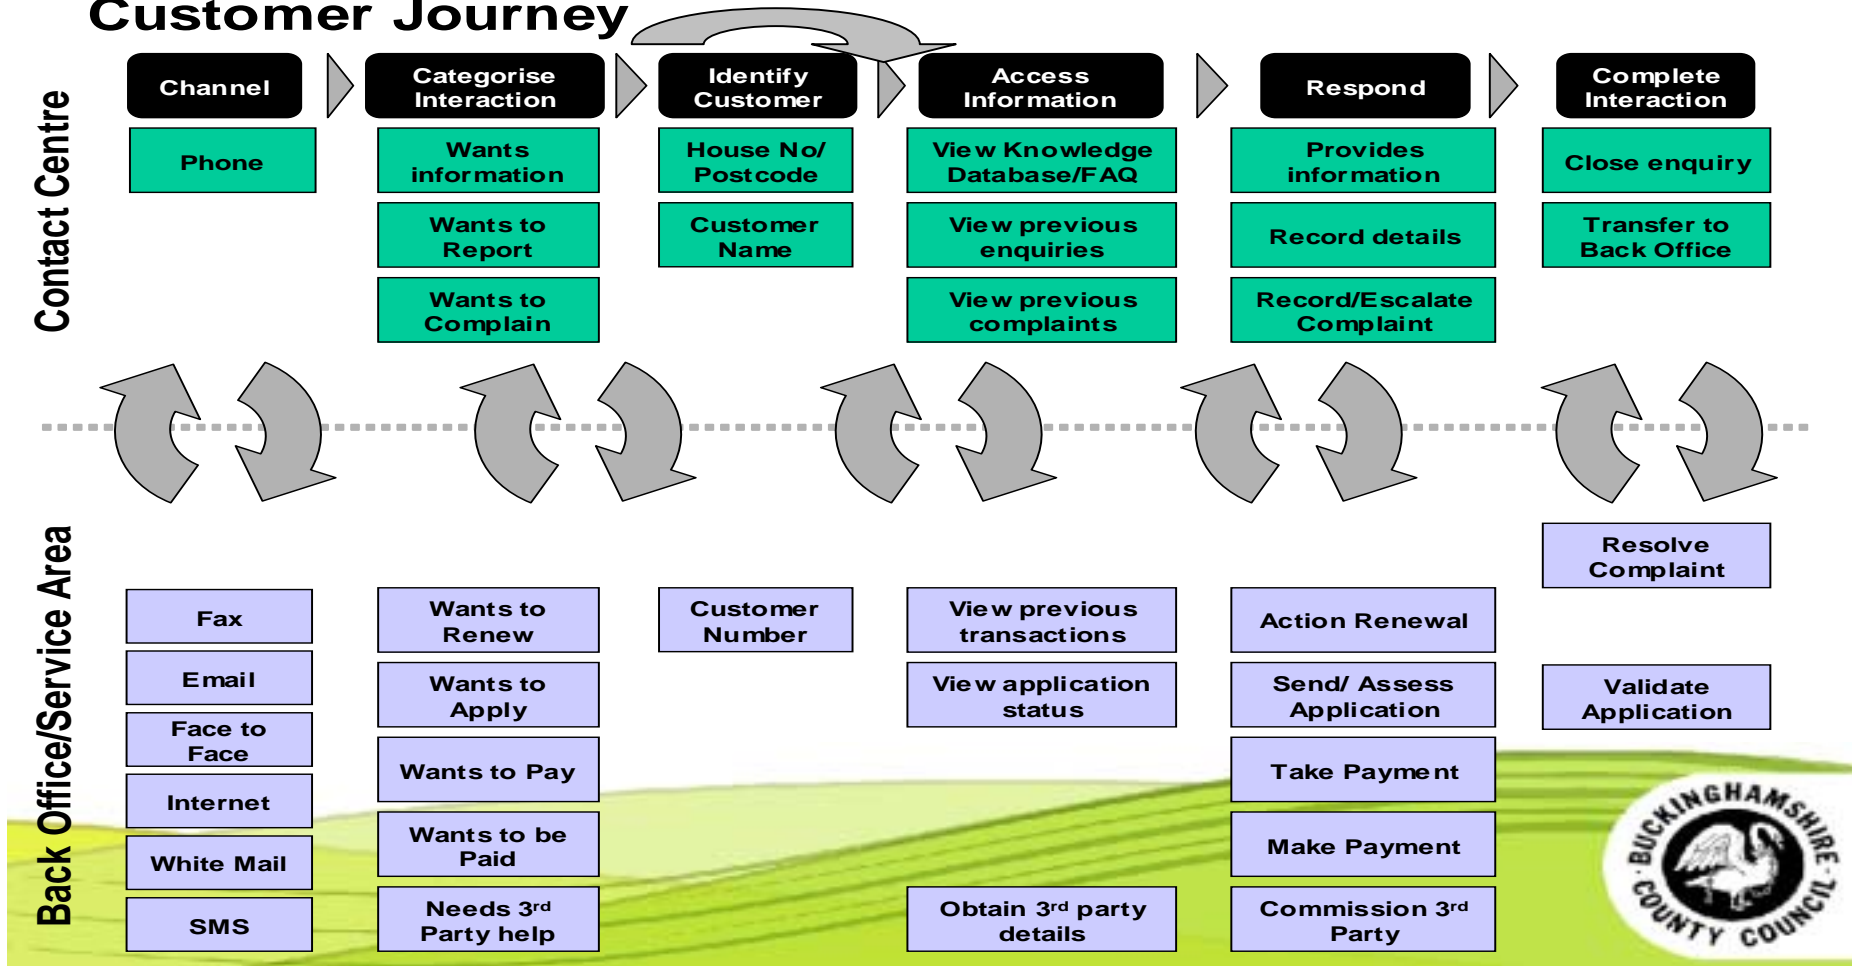 Customer Journey
Channel
Categorise
Interaction
Identify
Customer
Access
Information
Respond
Complete
Interaction
Contact Centre
Phone
Wants
information
House No/
Postcode
View Knowledge
Database/FAQ
Provides
information
Close enquiry
Wants to
Report
Customer
Name
View previous
enquiries
Record details
Transfer to
Back Office
Wants to
Complain
View previous
complaints
Record/Escalate
Complaint
Back Office/Service Area
Resolve
Complaint
Fax
Wants to
Renew
Customer
Number
View previous
transactions
Action Renewal
Email
Wants to
Apply
View application
status
Send/ Assess
Application
Validate
Application
Face to
Face
Wants to Pay
Take Payment
Internet
Wants to be
Paid
Make Payment
White Mail
SMS
Needs 3rd
Party help
Obtain 3rd party
details
Commission 3rd
Party
BUCKINGHAMSHIRE
· COUNTY COUNCIL ·